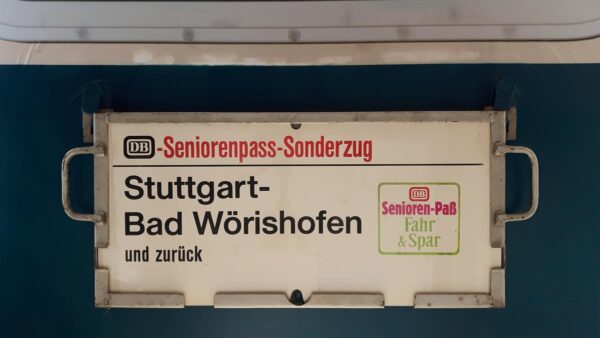 DB-Seniorenpass-Sonderzug
Stuttgart-
Bad Wörishofen
und zurück
DB
Senioren-Paß
Fahr
& Spar